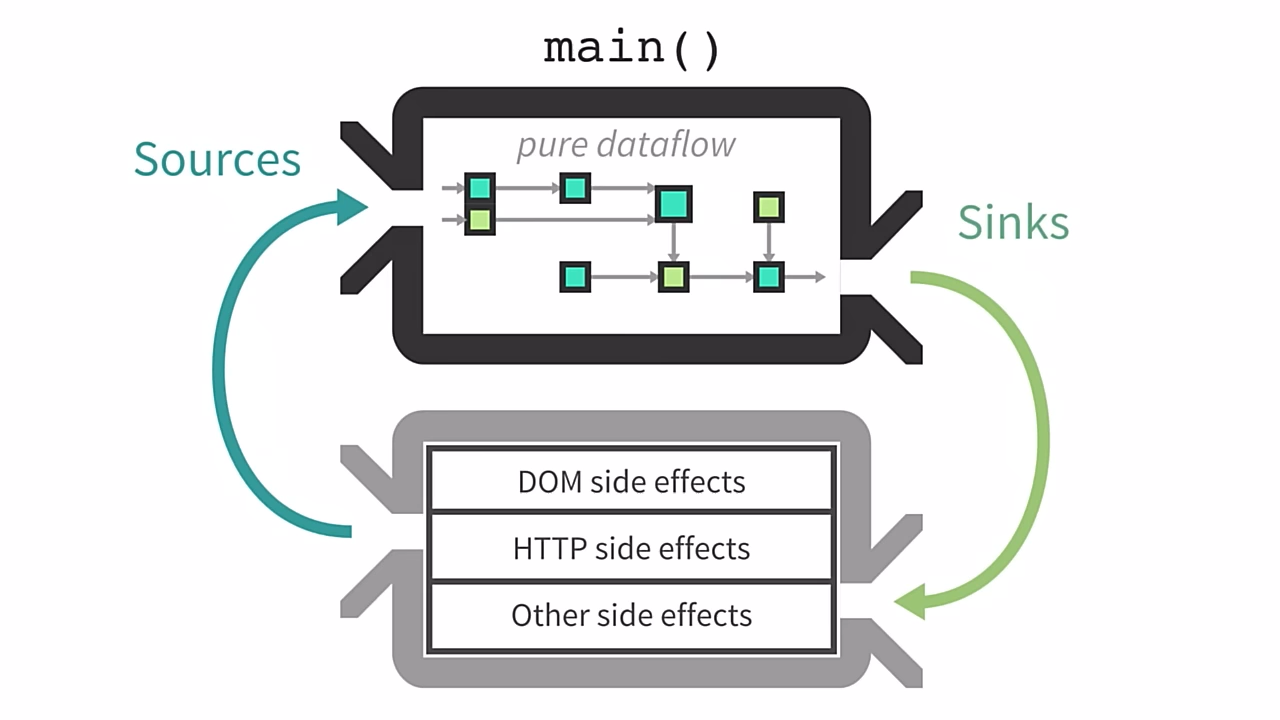 main()
pure dataflow
Sources
Sinks
DOM side effects
HTTP side effects
Other side effects